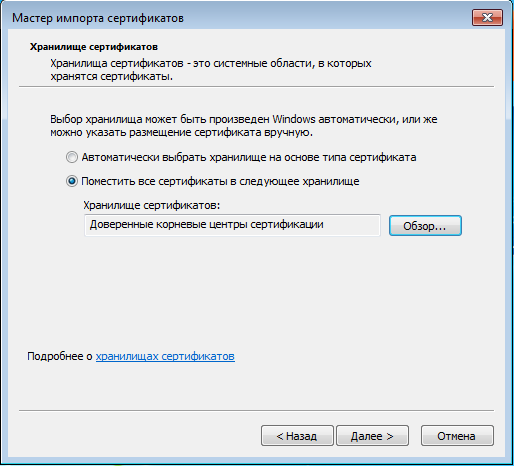 Мастер импорта сертификатов
Хранилище сертификатов
Хранилища сертификатов - это системные области, в которых
хранятся сертификаты.
Выбор хранилища может быть произведен Windows автоматически, или же
можно указать размещение сертификата вручную.
Автоматически выбрать хранилище на основе типа сертификата
Поместить все сертификаты в следующее хранилище
Хранилище сертификатов:
Доверенные корневые центры сертификации
Обзор...
Подробнее о хранилищах сертификатов
< Назад
Далее >
Отмена